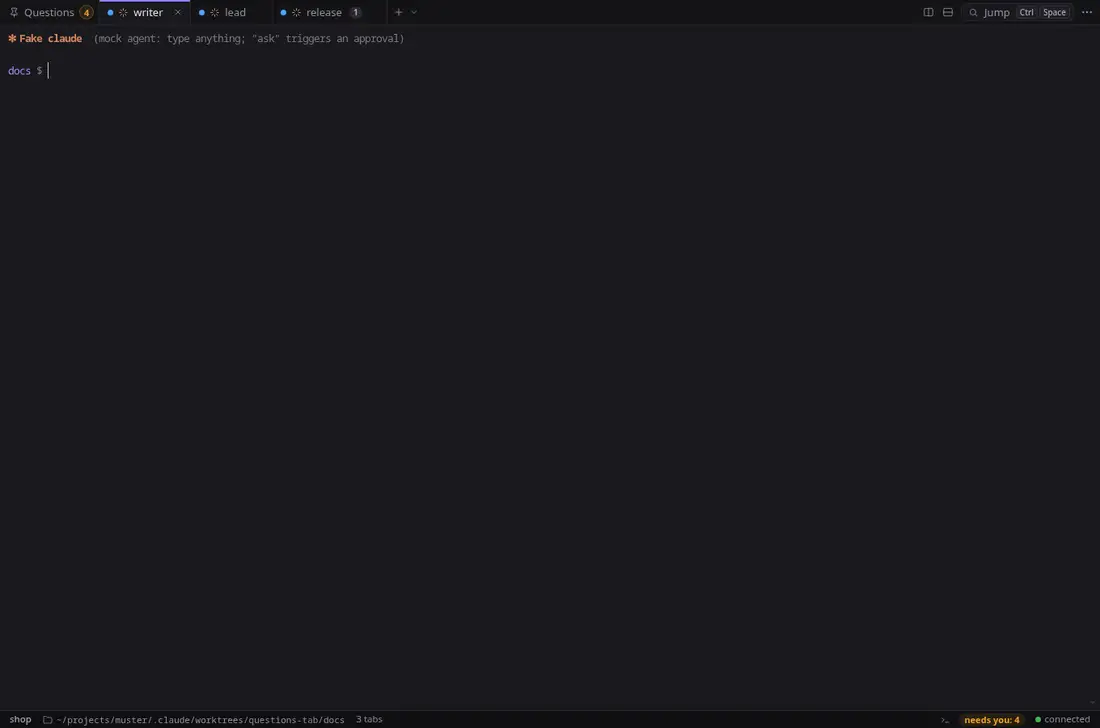 Questions 4 writer × lead release 1 + Jump Ctrl Space ···
✻ Fake claude (mock agent: type anything; "ask" triggers an approval)
docs $
shop ~/projects/muster/.claude/worktrees/questions-tab/docs 3 tabs >_ needs you: 4 connected